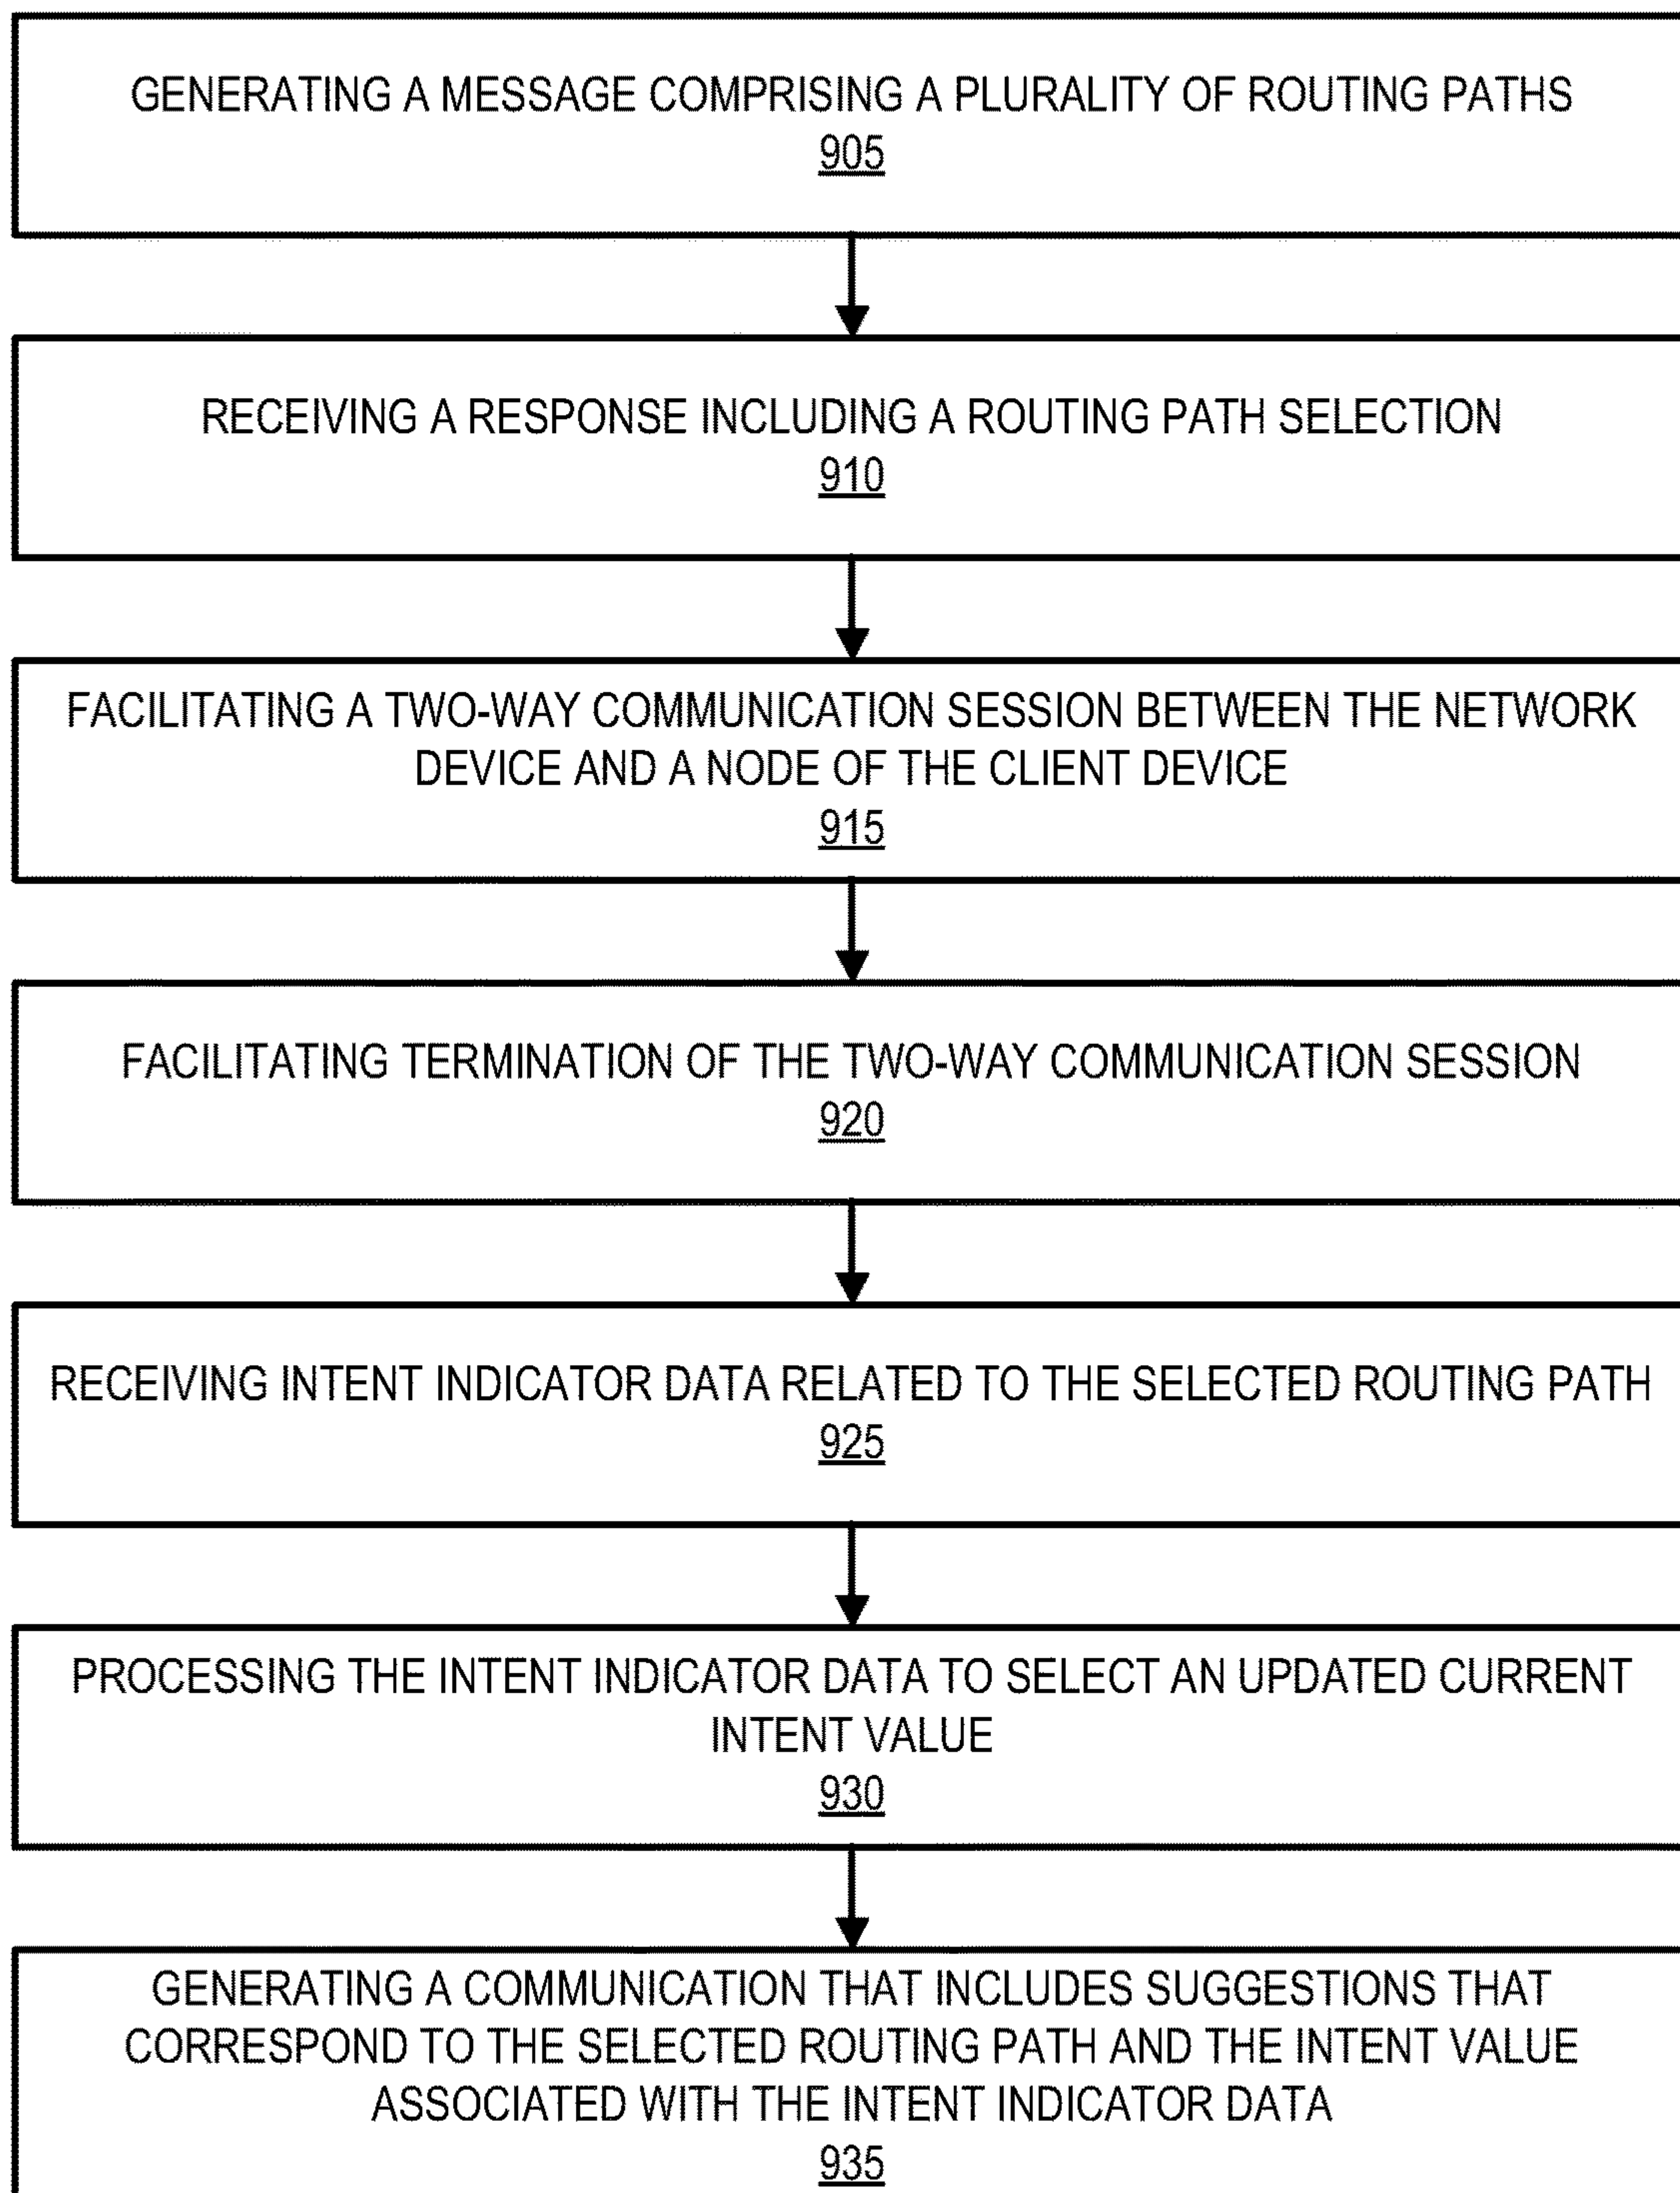 GENERATING A MESSAGE COMPRISING A PLURALITY OF ROUTING PATHS
905
RECEIVING A RESPONSE INCLUDING A ROUTING PATH SELECTION
910
FACILITATING A TWO-WAY COMMUNICATION SESSION BETWEEN THE NETWORK
DEVICE AND A NODE OF THE CLIENT DEVICE
915
FACILITATING TERMINATION OF THE TWO-WAY COMMUNICATION SESSION
920
RECEIVING INTENT INDICATOR DATA RELATED TO THE SELECTED ROUTING PATH
925
PROCESSING THE INTENT INDICATOR DATA TO SELECT AN UPDATED CURRENT
INTENT VALUE
930
GENERATING A COMMUNICATION THAT INCLUDES SUGGESTIONS THAT
CORRESPOND TO THE SELECTED ROUTING PATH AND THE INTENT VALUE
ASSOCIATED WITH THE INTENT INDICATOR DATA
935